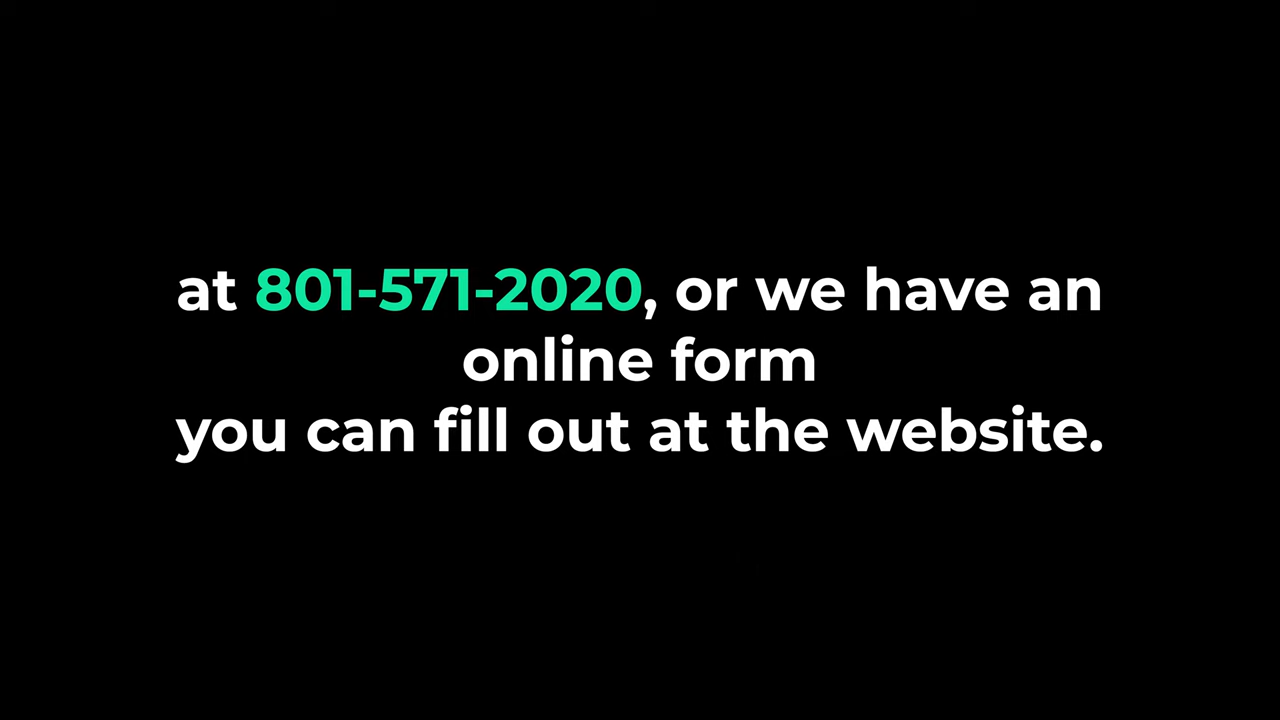 at 801-571-2020, or we have an
online form
you can fill out at the website.